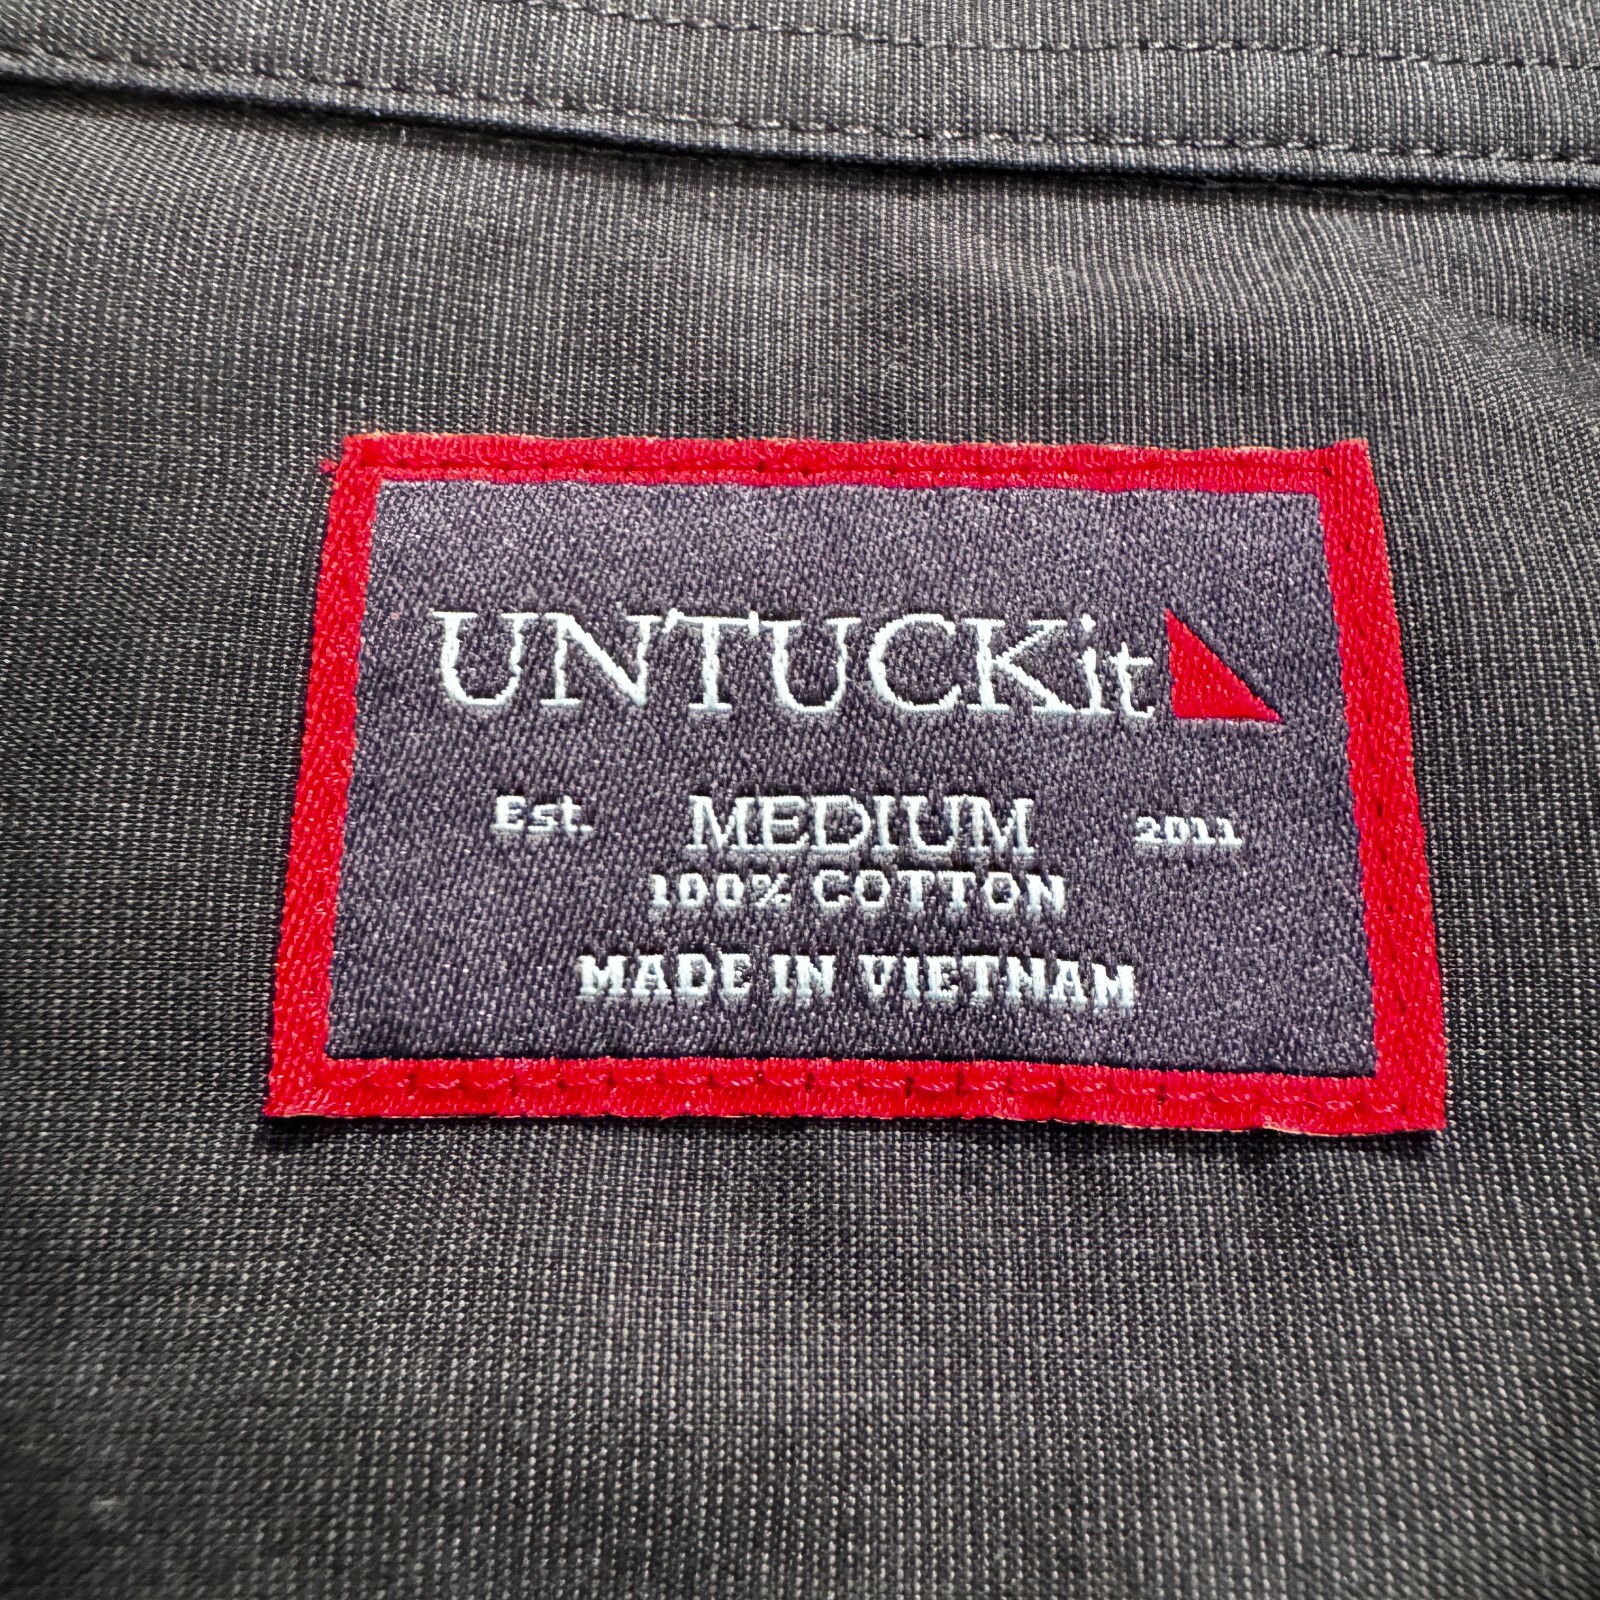 UNTUCKit
Est. MEDIUM 2011
100% COTTON
MADE IN VIETNAM